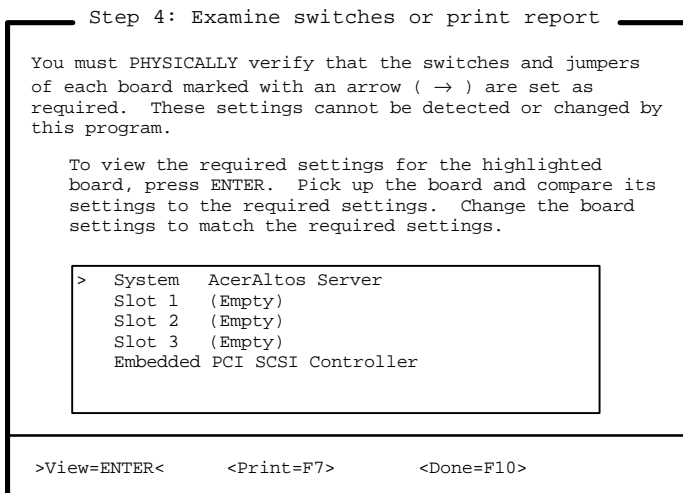 Step 4: Examine switches or print report
You must PHYSICALLY verify that the switches and jumpers
of each board marked with an arrow ( → ) are set as
required.  These settings cannot be detected or changed by
this program.
To view the required settings for the highlighted
board, press ENTER.  Pick up the board and compare its
settings to the required settings.  Change the board
settings to match the required settings.
>   System  AcerAltos Server
Slot 1  (Empty)
Slot 2  (Empty)
Slot 3  (Empty)
Embedded PCI SCSI Controller
>View=ENTER<      <Print=F7>        <Done=F10>